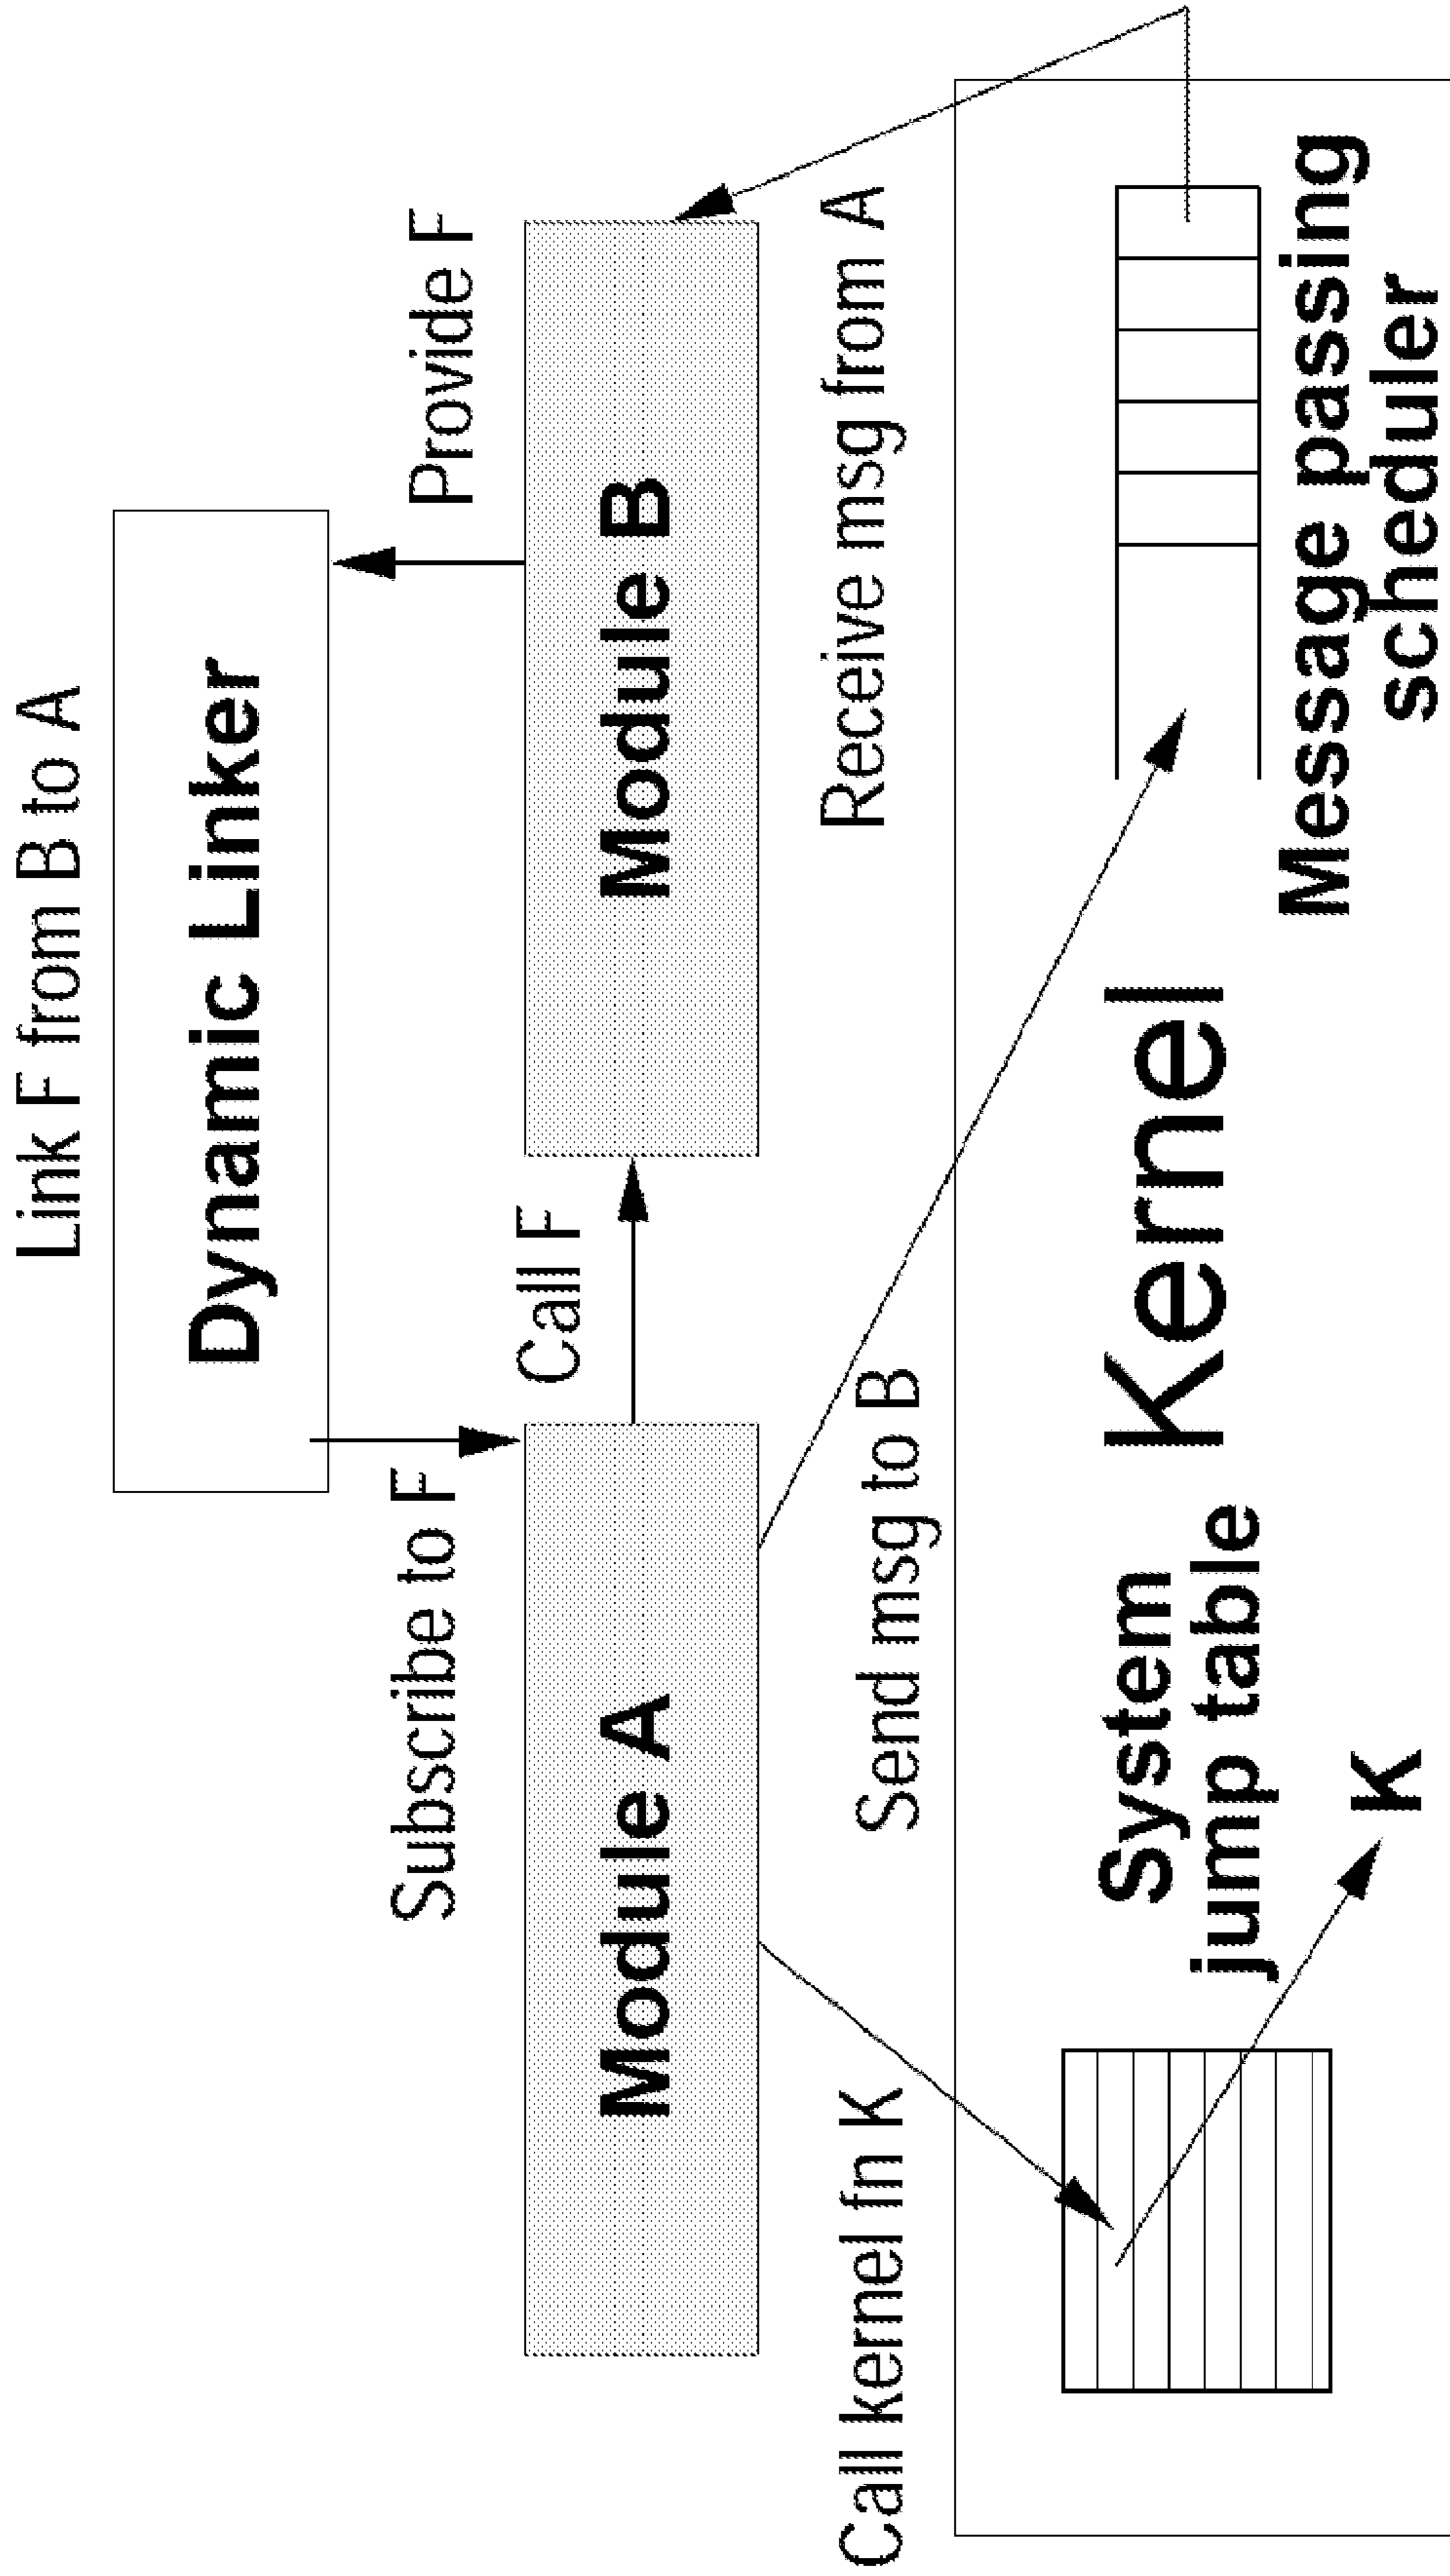 Link F from B to A
Dynamic Linker
Subscribe to F
Provide F
Call F
Module A
Module B
Call kernel fn K
Send msg to B
Receive msg from A
System
jump table
Kernel
K
Message passing
scheduler